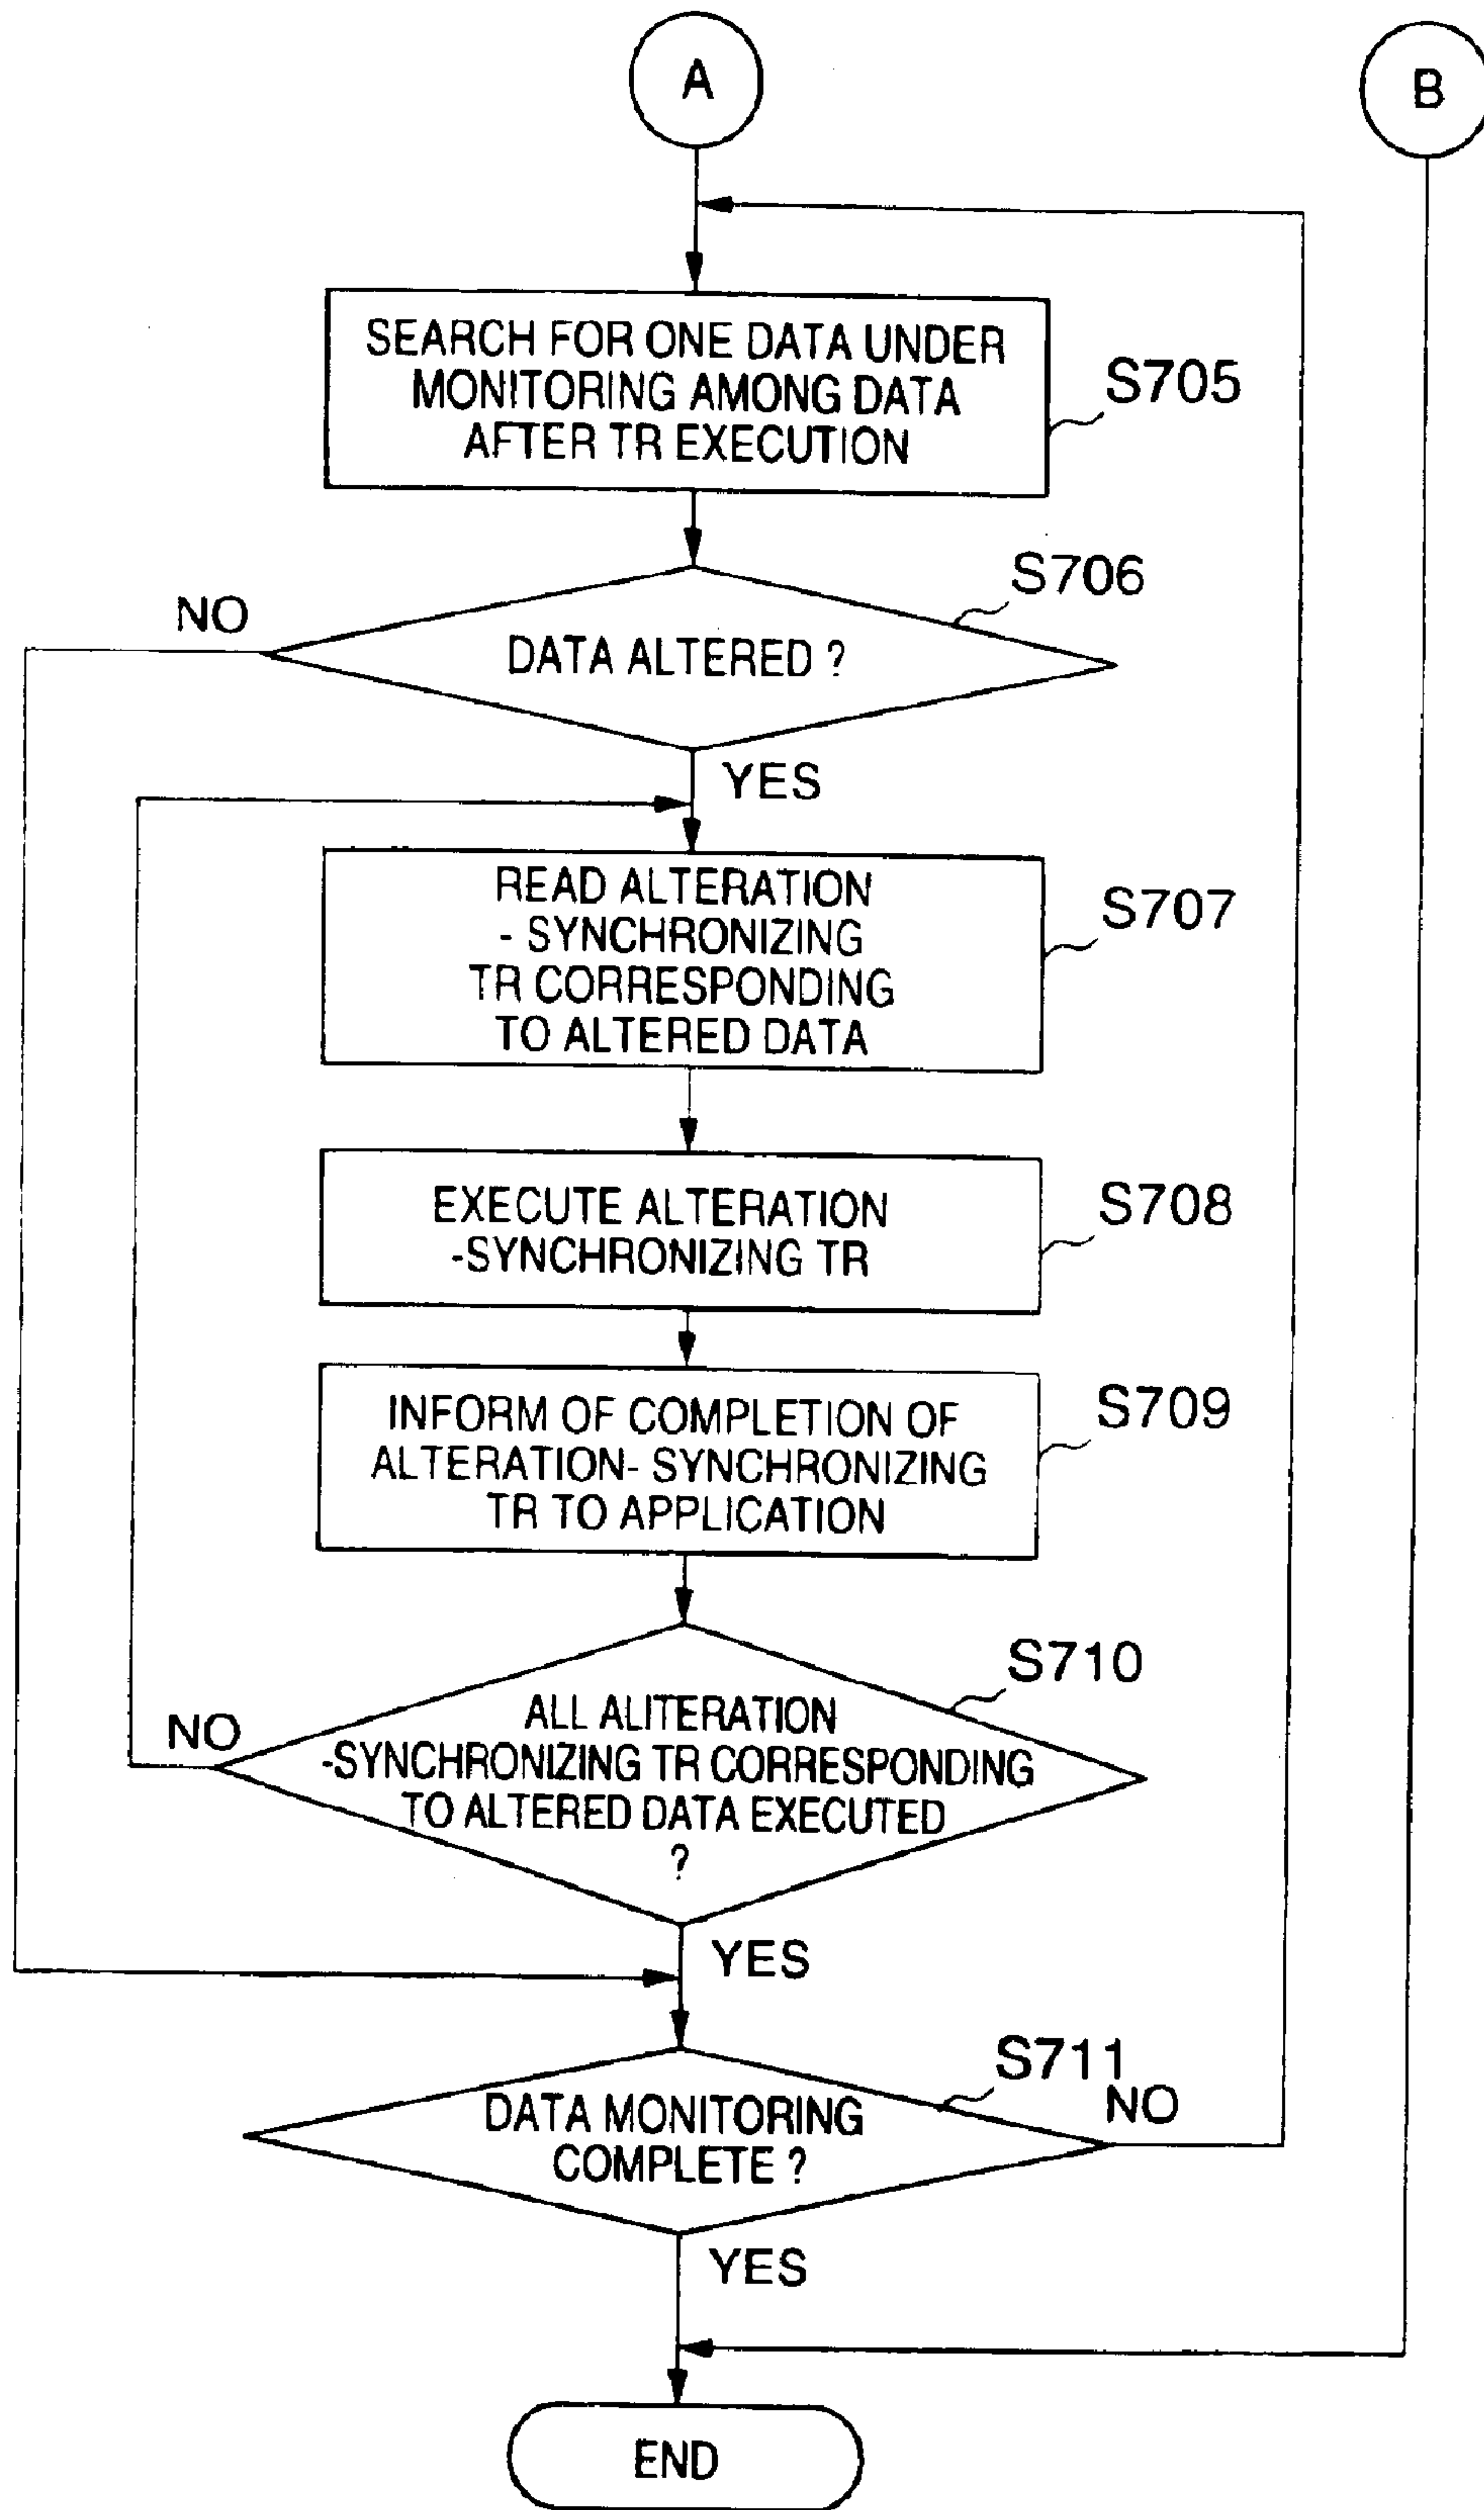 A
B
SEARCH FOR ONE DATA UNDER
MONITORING AMONG DATA
AFTER TR EXECUTION
S705
S706
NO
DATA ALTERED ?
YES
READ ALTERATION
- SYNCHRONIZING
TR CORRESPONDING
TO ALTERED DATA
S707
EXECUTE ALTERATION
-SYNCHRONIZING TR
S708
INFORM OF COMPLETION OF
ALTERATION- SYNCHRONIZING
TR TO APPLICATION
S709
S710
NO
ALL ALITERATION
-SYNCHRONIZING TR CORRESPONDING
TO ALTERED DATA EXECUTED
?
YES
S711
NO
DATA MONITORING
COMPLETE ?
YES
END